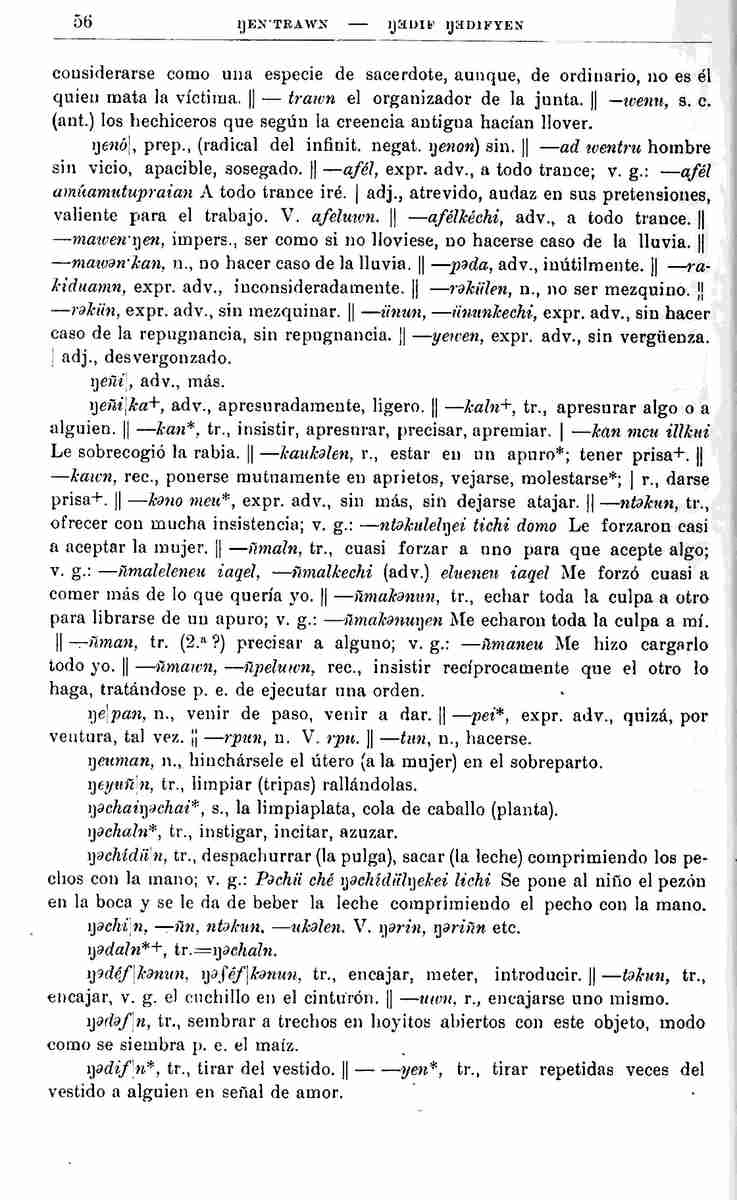 56 ŋEN·TRAWN — ŋƏDIF ŋƏDIFYEN
considerarse como una especie de sacerdote, aunque, de ordinario, no es él
quien mata la víctima. || — trawn el organizador de la junta. || —wenu, s. c.
(ant.) los hechiceros que según la creencia antigua hacían llover.
ŋenó|, prep., (radical del infinit. negat. ŋenon) sin. || —ad wentru hombre
sin vicio, apacible, sosegado. || —afél, expr. adv., a todo trance; v. g.: —afél
amúamutupraian A todo trance iré. | adj., atrevido, audaz en sus pretensiones,
valiente para el trabajo. V. afeluwn. || —afélkéchi, adv., a todo trance. ||
—mawen·ŋen, impers., ser como si no lloviese, no hacerse caso de la lluvia. ||
—mawən·kan, n., no hacer caso de la lluvia. || —pəda, adv., inútilmente. || —ra-
kiduamn, expr. adv., inconsideradamente. || —rəkülen, n., no ser mezquino. ||
—rəkün, expr. adv., sin mezquinar. || —ünun, —ünunkechi, expr. adv., sin hacer
caso de la repugnancia, sin repugnancia. || —yewen, expr. adv., sin vergüenza.
| adj., desvergonzado.
ŋeñi|, adv., más.
ŋeñi|ka+, adv., apresuradamente, ligero. || —kaln+, tr., apresurar algo o a
alguien. || —kan*, tr., insistir, apresurar, precisar, apremiar. | —kan meu illkui
Le sobrecogió la rabia. || —kaukəlen, r., estar en un apuro*; tener prisa+. ||
—kawn, rec., ponerse mutuamente en aprietos, vejarse, molestarse*; | r., darse
prisa+. || —kəno meu*, expr. adv., sin más, sin dejarse atajar. || —ntəkun, tr.,
ofrecer con mucha insistencia; v. g.: —ntəkulelŋei tichi domo Le forzaron casi
a aceptar la mujer. || —ñmaln, tr., cuasi forzar a uno para que acepte algo;
v. g.: —ñmaleleneu iaqel, —ñmalkechi (adv.) eluenen iaqel Me forzó cuasi a
comer más de lo que quería yo. || —ñmakənun, tr., echar toda la culpa a otro
para librarse de un apuro; v. g.: —ñmakənuŋen Me echaron toda la culpa a mí.
|| —ñman, tr. (2.ª ?) precisar a alguno; v. g.: —ñmaneu Me hizo cargarlo
todo yo. || —ñmawn, —ñpeluwn, rec., insistir recíprocamente que el otro lo
haga, tratándose p. e. de ejecutar una orden.
ŋe|pan, n., venir de paso, venir a dar. || —pei*, expr. adv., quizá, por
ventura, tal vez. || —rpun, n. V. rpu. || —tun, n., hacerse.
ŋeuman, n., hinchársele el útero (a la mujer) en el sobreparto.
ŋeyuñ|n, tr., limpiar (tripas) rallándolas.
ŋəchaiŋəchai*, s., la limpiaplata, cola de caballo (planta).
ŋəchaln*, tr., instigar, incitar, azuzar.
ŋəchídü|n, tr., despachurrar (la pulga), sacar (la leche) comprimiendo los pe-
chos con la mano; v. g.: Pəchü ché ŋəchídülŋekei lichi Se pone al niño el pezón
en la boca y se le da de beber la leche comprimiendo el pecho con la mano.
ŋəchi|n, —ün, ntəkun, —ukəlen. V. ŋərin, ŋəriün etc.
ŋədaln*+, tr.=ŋəchaln.
ŋədéf|kənun, ŋəféf|kənun, tr., encajar, meter, introducir. || —təkun, tr.,
encajar, v. g. el cuchillo en el cinturón. || —uwn, r., encajarse uno mismo.
ŋədəf|n, tr., sembrar a trechos en hoyitos abiertos con este objeto, modo
como se siembra p. e. el maíz.
ŋədif|n*, tr., tirar del vestido. || — —yen*, tr., tirar repetidas veces del
vestido a alguien en señal de amor.